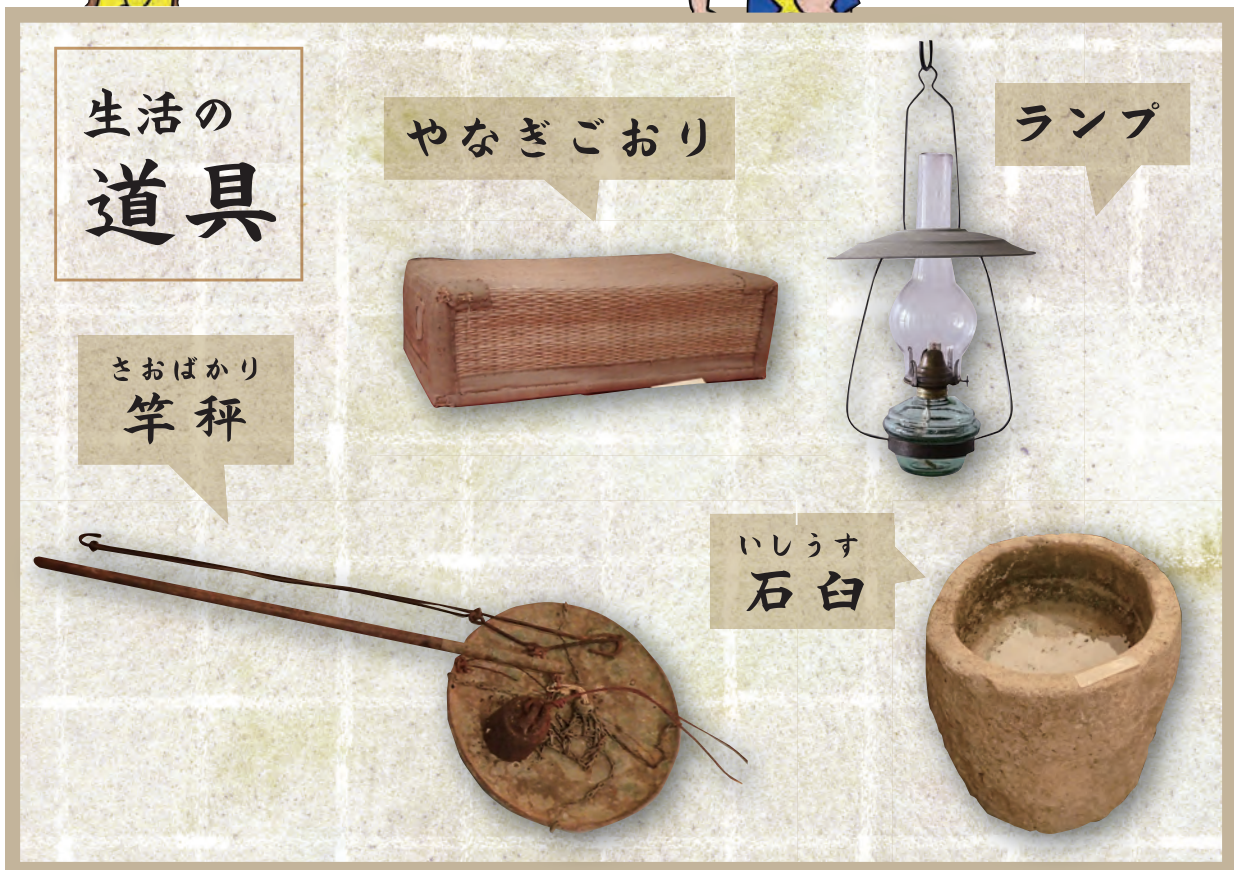 生活の
道具
やなぎごおり
ランプ
さおばかり
竿秤
いしうす
石臼